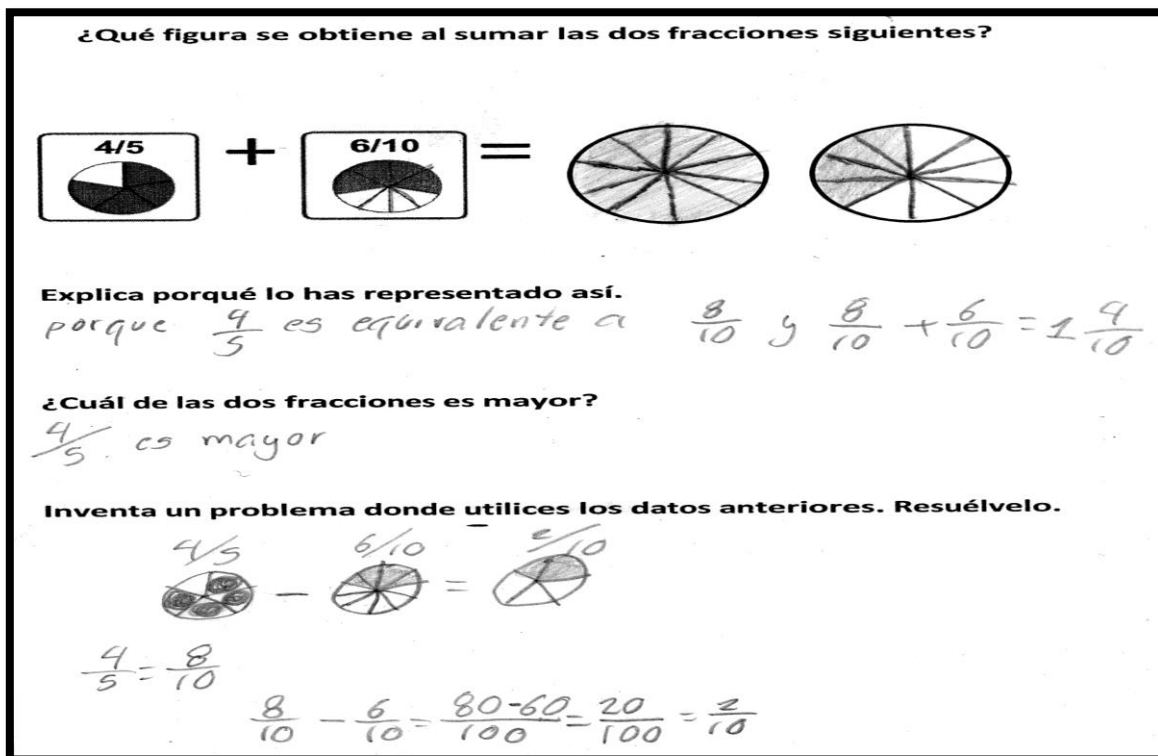 ¿Qué figura se obtiene al sumar las dos fracciones siguientes?
4/5 + 6/10 =
Explica porqué lo has representado así.
porque 4/5 es equivalente a 8/10 y 8/10 + 6/10 = 1 4/10
¿Cuál de las dos fracciones es mayor?
4/5. es mayor
Inventa un problema donde utilices los datos anteriores. Resuélvelo.
4/5 - 6/10 = 2/10
4/5 = 8/10
8/10 - 6/10 = 80-60/100 = 20/100 = 2/10